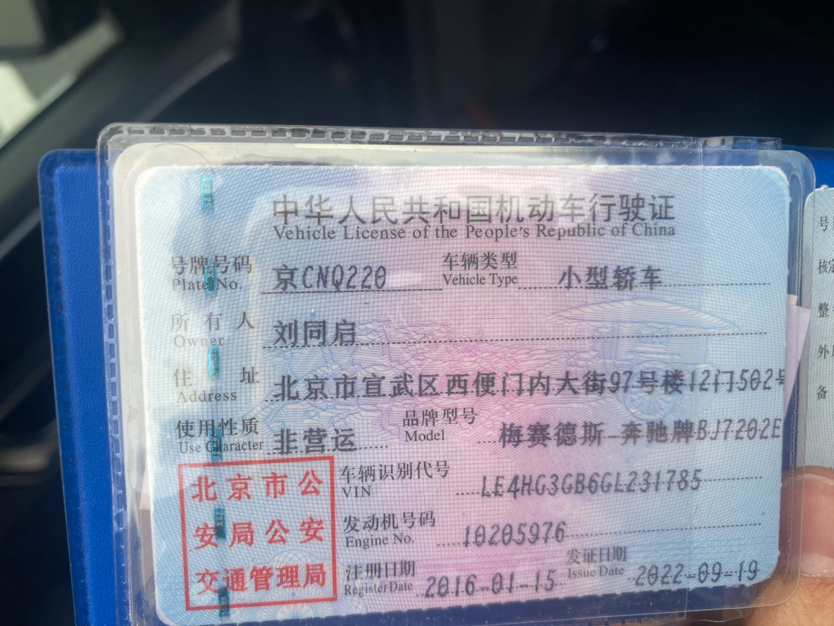 中华人民共和国机动车行驶证
Vehicle License of the People's Republic of China
号牌号码 京CNQ220 车辆类型 小型轿车
Plate No. Vehicle Type
所有人 刘同启
Owner
住址 北京市宣武区西便门内大街97号楼12门502号
Address
使用性质 非营运 品牌型号 梅赛德斯-奔驰牌BJ7202E
Use Character Model
北京市公
安局公安
交通管理局
车辆识别代号 LE4HG3GB6GL231785
VIN
发动机号码 10205976
Engine No.
注册日期 2016-01-15 发证日期 2022-09-19
Register Date Issue Date
号
核定
整
外
备